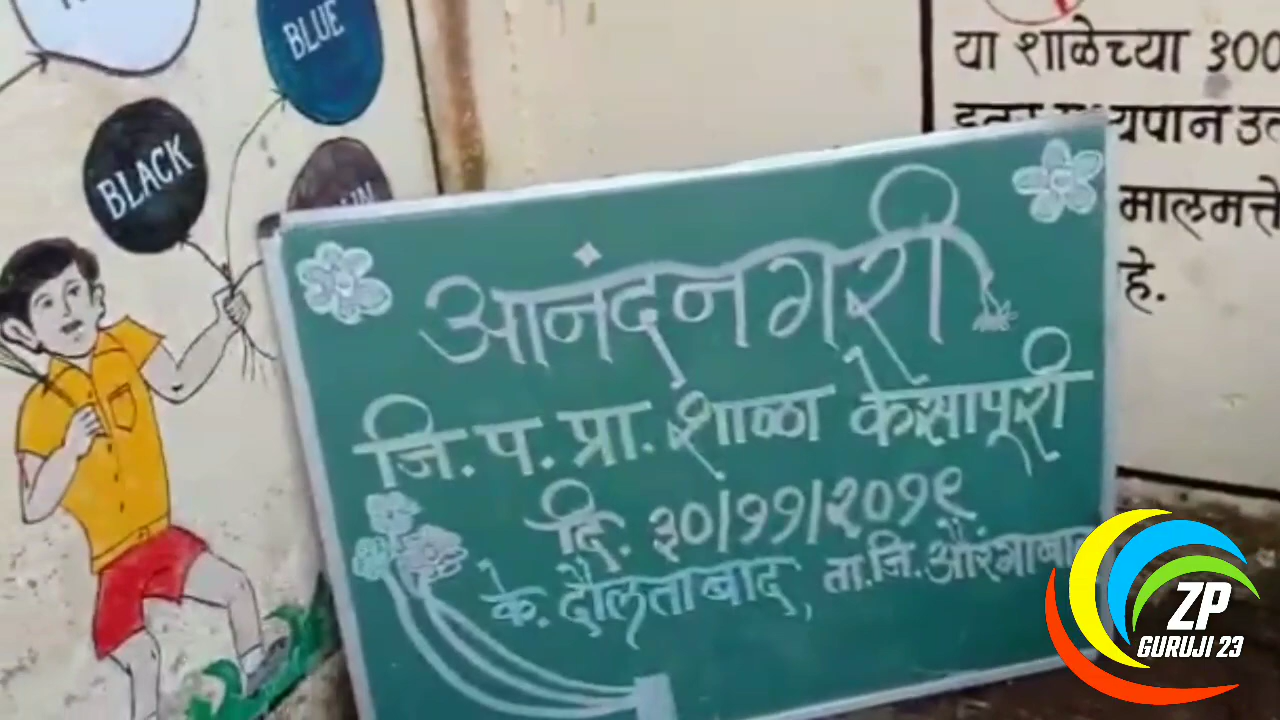 BLUE
BLACK
या शाळेच्या 300
मालमत्ते
हे.
आनंदनगरी
जि.प.प्रा.शाळा केसापूरी
दि. ३०/११/२०१९
के.दौलताबाद, ता.जि.औरंगाबाद
ZP
GURUJI 23